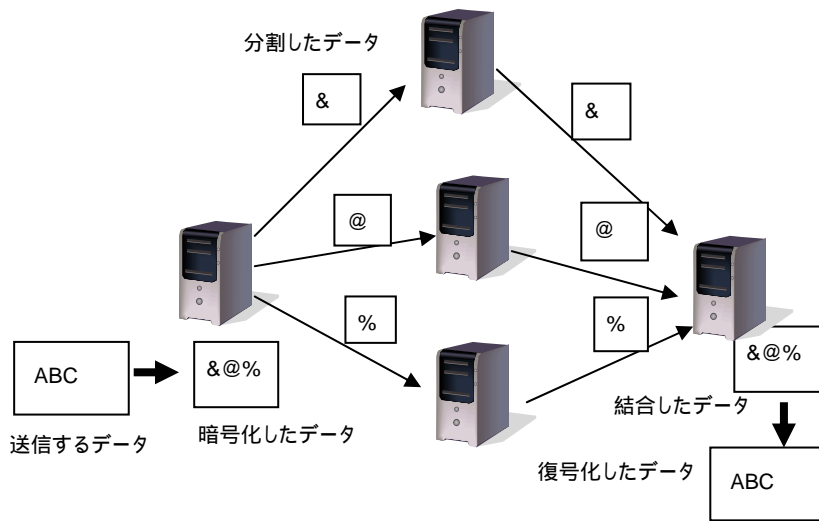 分割したデータ
&
&
@
@
%
%
ABC
&@%
&@%
送信するデータ
暗号化したデータ
結合したデータ
復号化したデータ
ABC